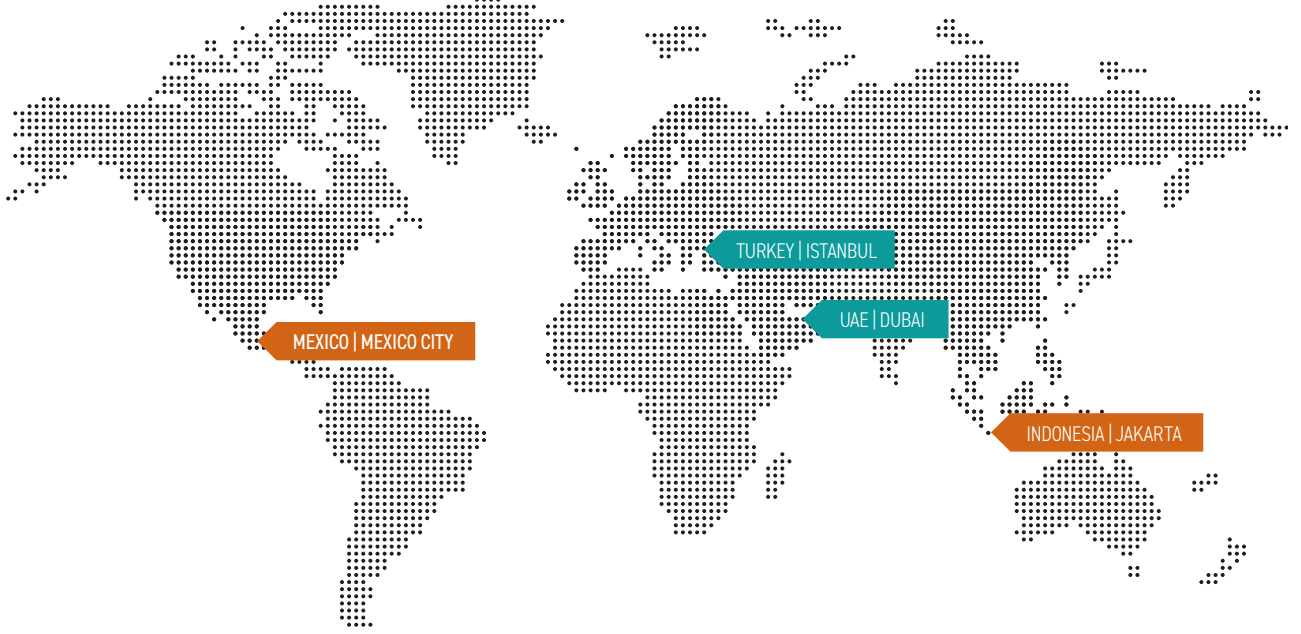 TURKEY | ISTANBUL
UAE | DUBAI
MEXICO | MEXICO CITY
INDONESIA | JAKARTA